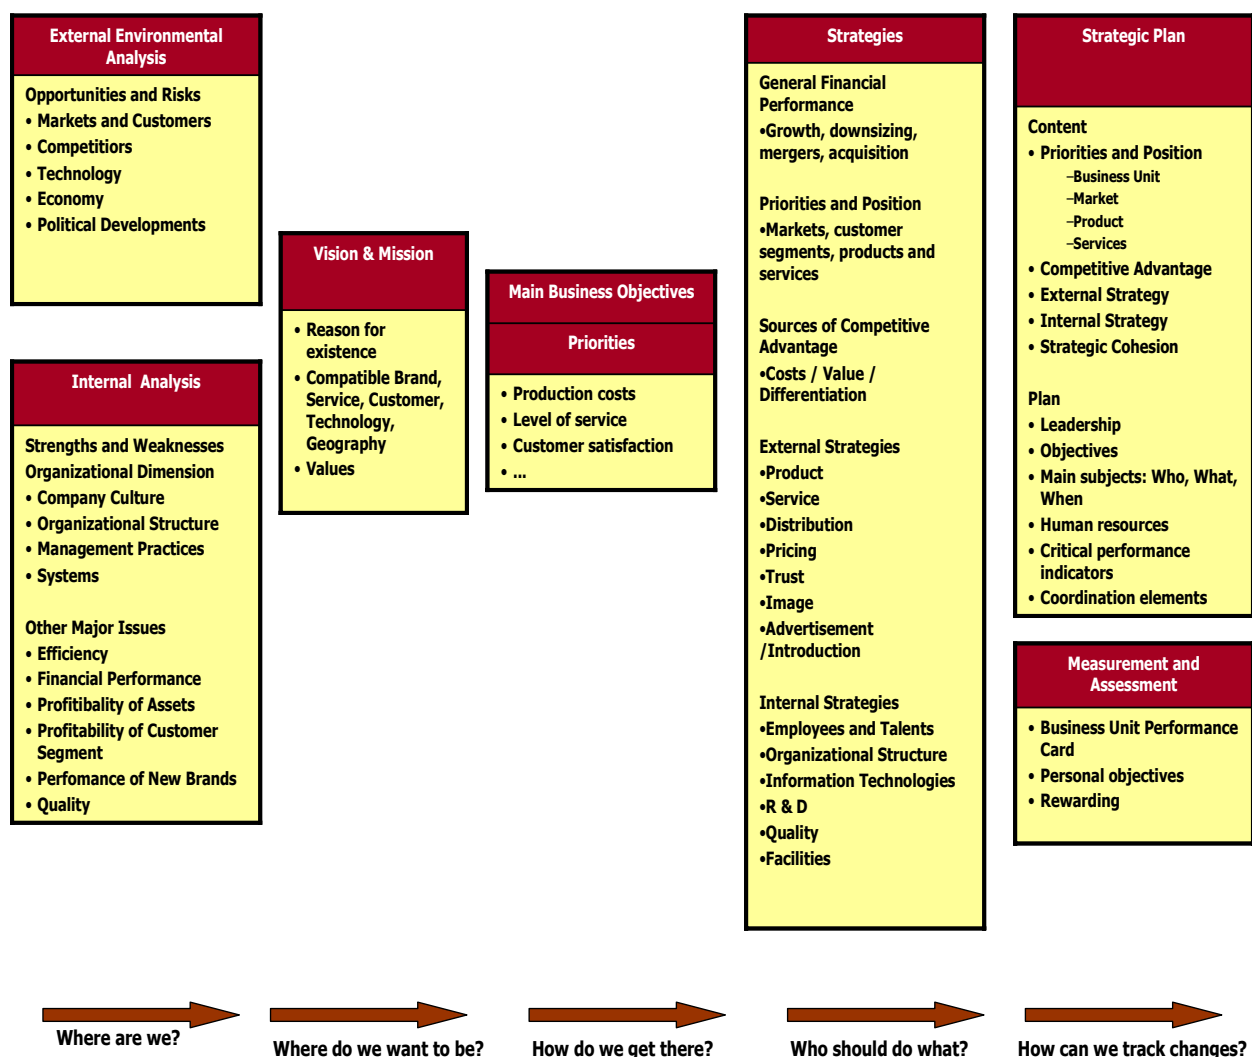 External Environmental
Analysis
Opportunities and Risks
• Markets and Customers
• Competitiors
• Technology
• Economy
• Political Developments
Internal Analysis
Strengths and Weaknesses
Organizational Dimension
• Company Culture
• Organizational Structure
• Management Practices
• Systems
Other Major Issues
• Efficiency
• Financial Performance
• Profitibality of Assets
• Profitability of Customer
Segment
• Perfomance of New Brands
• Quality
Vision & Mission
• Reason for
existence
• Compatible Brand,
Service, Customer,
Technology,
Geography
• Values
Main Business Objectives
Priorities
• Production costs
• Level of service
• Customer satisfaction
• ...
Strategies
General Financial
Performance
•Growth, downsizing,
mergers, acquisition
Priorities and Position
•Markets, customer
segments, products and
services
Sources of Competitive
Advantage
•Costs / Value /
Differentiation
External Strategies
•Product
•Service
•Distribution
•Pricing
•Trust
•Image
•Advertisement
/Introduction
Internal Strategies
•Employees and Talents
•Organizational Structure
•Information Technologies
•R & D
•Quality
•Facilities
Strategic Plan
Content
• Priorities and Position
–Business Unit
–Market
–Product
–Services
• Competitive Advantage
• External Strategy
• Internal Strategy
• Strategic Cohesion
Plan
• Leadership
• Objectives
• Main subjects: Who, What,
When
• Human resources
• Critical performance
indicators
• Coordination elements
Measurement and
Assessment
• Business Unit Performance
Card
• Personal objectives
• Rewarding
Where are we?
Where do we want to be?
How do we get there?
Who should do what?
How can we track changes?